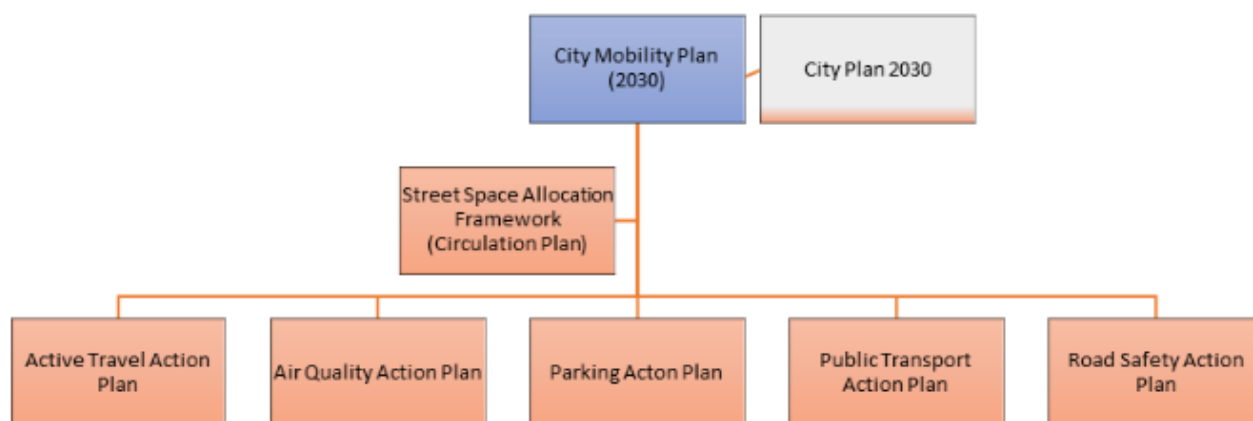 City Mobility Plan
(2030)
City Plan 2030
Street Space Allocation
Framework
(Circulation Plan)
Active Travel Action
Plan
Air Quality Action Plan
Parking Acton Plan
Public Transport
Action Plan
Road Safety Action
Plan